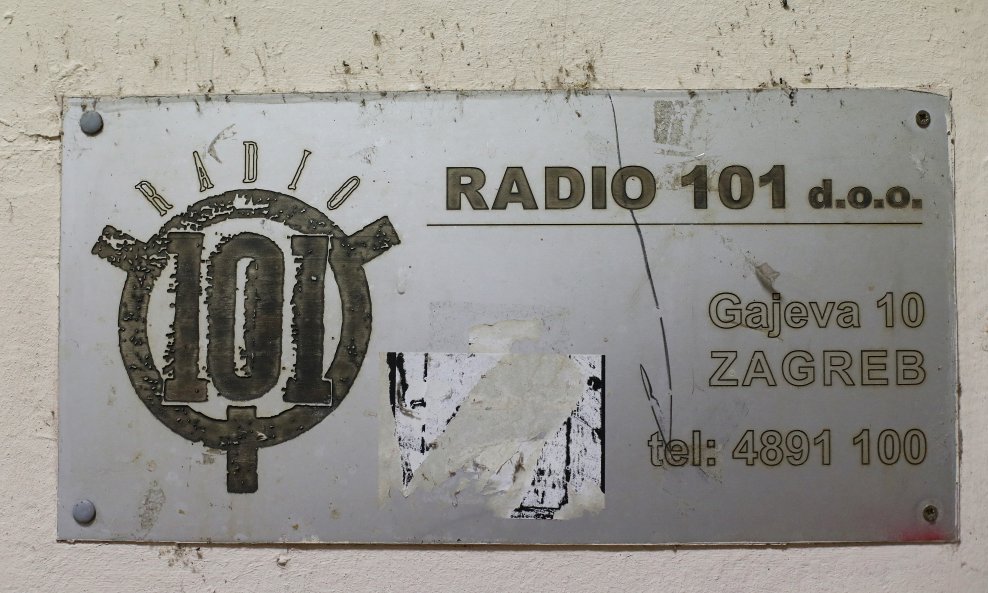 RADIO
101
RADIO 101 d.o.o.
Gajeva 10
ZAGREB
tel: 4891 100